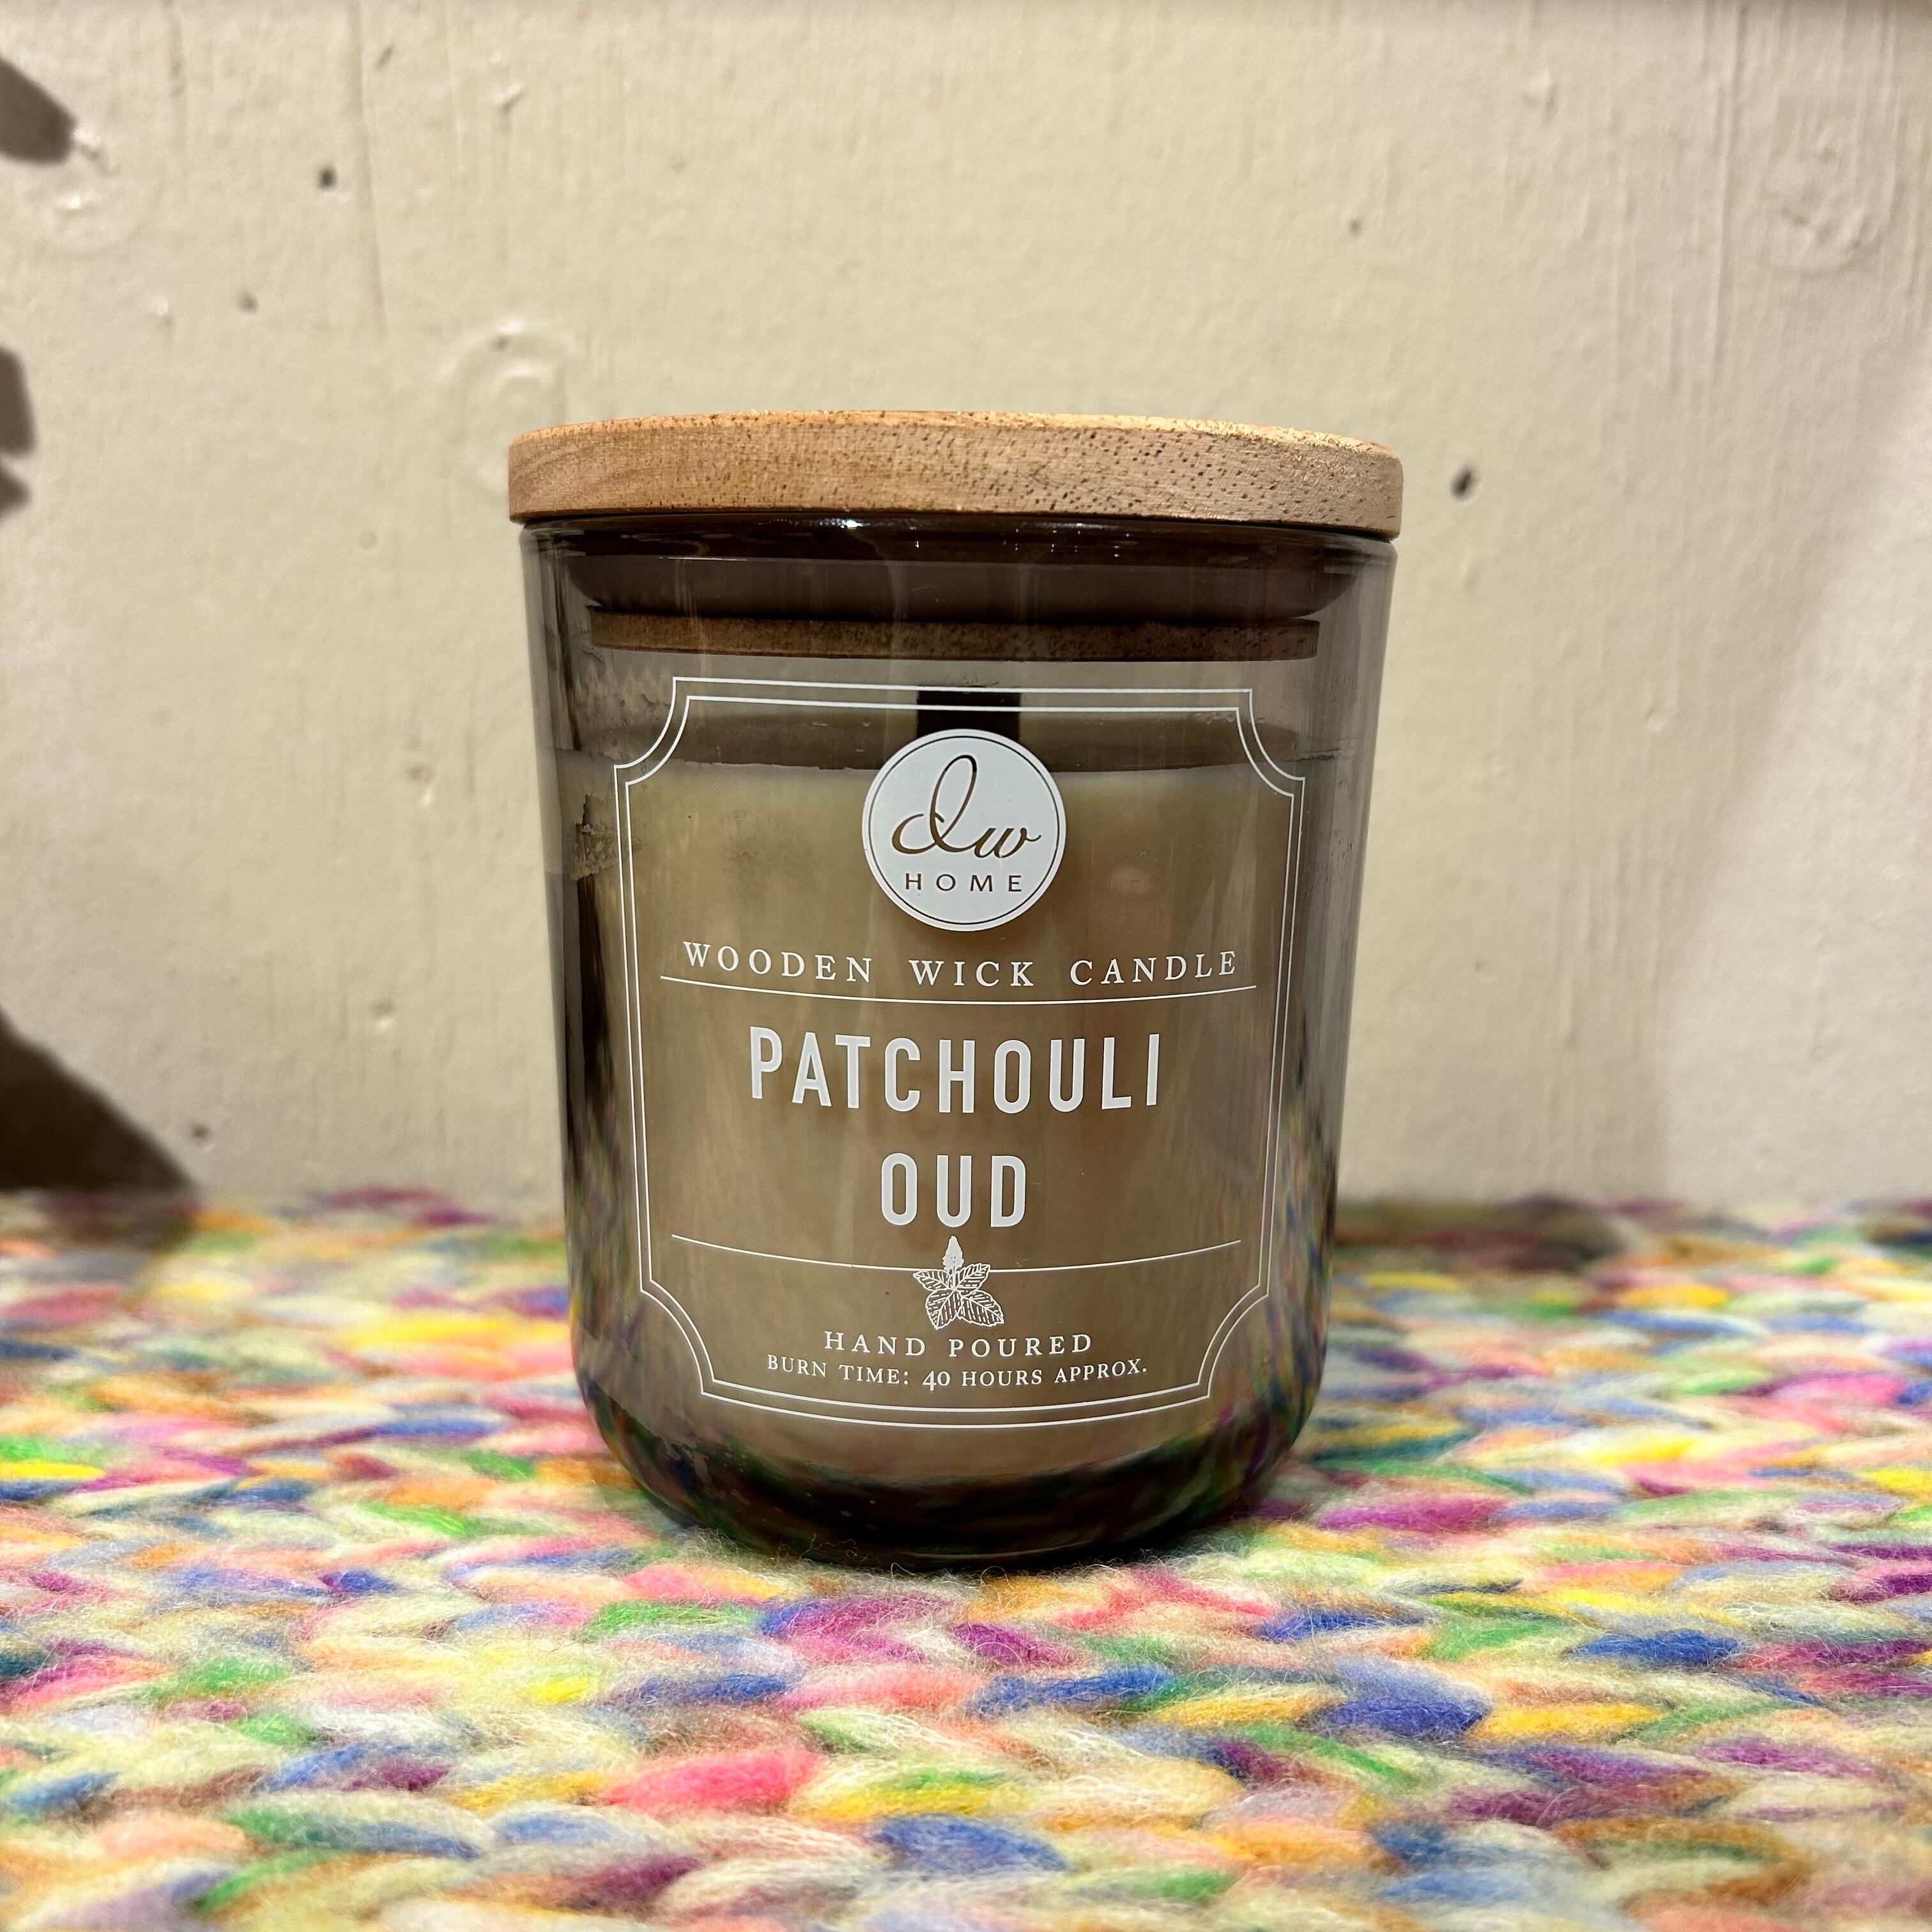 dw
HOME
WOODEN WICK CANDLE
PATCHOULI
OUD
HAND POURED
BURN TIME: 40 HOURS APPROX.